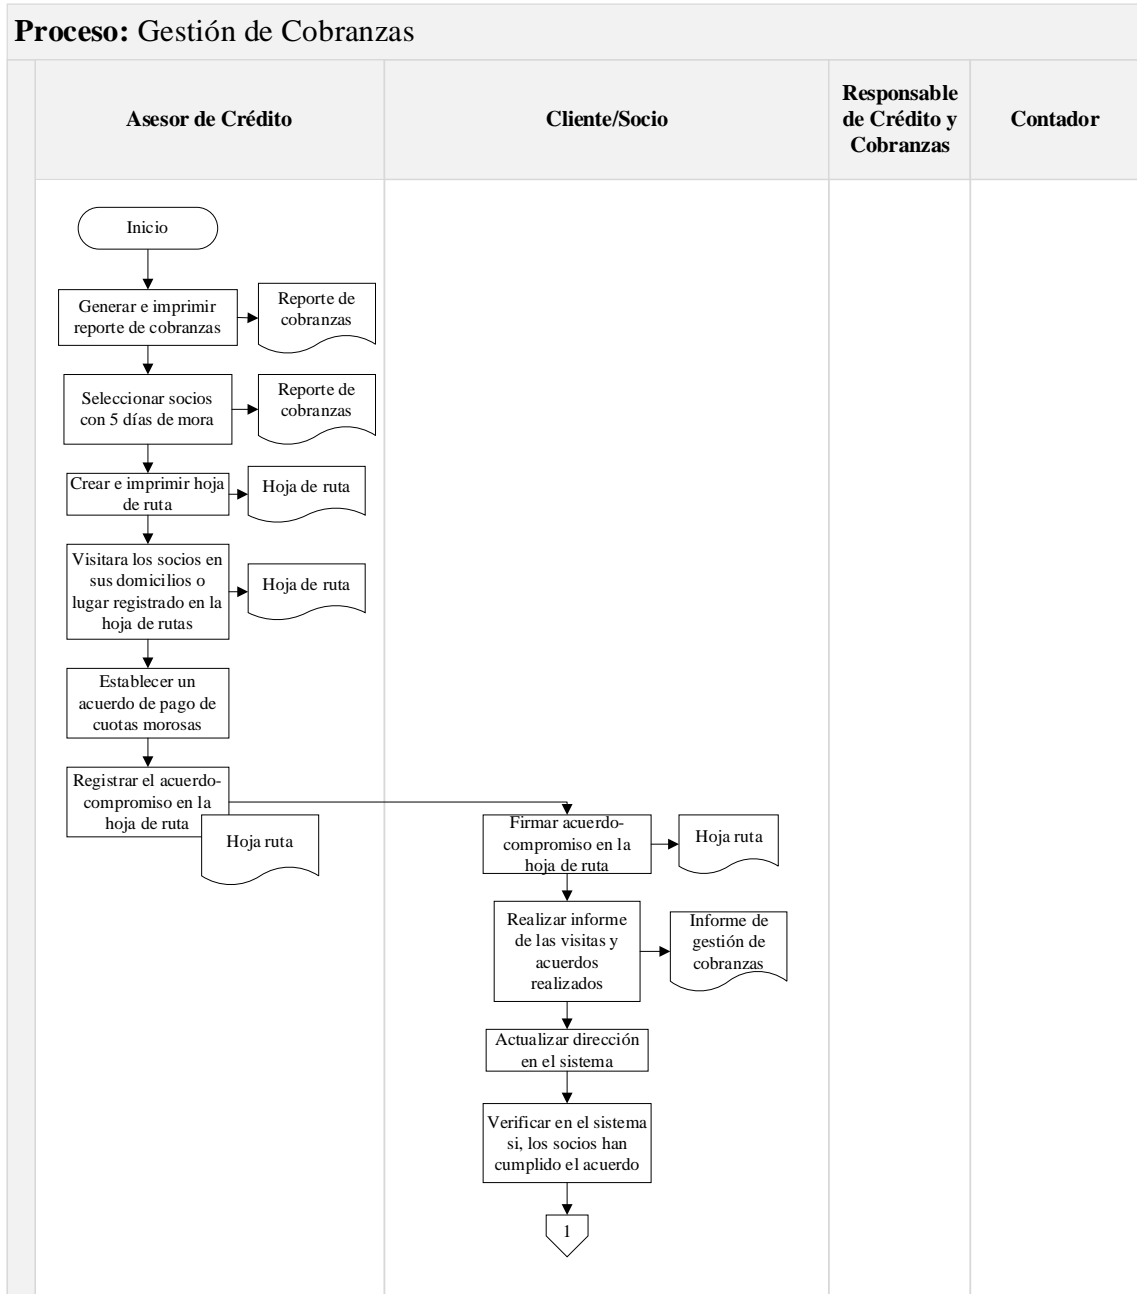 Proceso: Gestión de Cobranzas
Asesor de Crédito
Cliente/Socio
Responsable
de Crédito y
Cobranzas
Contador
Inicio
Generar e imprimir
reporte de cobranzas
Reporte de
cobranzas
Seleccionar socios
con 5 días de mora
Reporte de
cobranzas
Crear e imprimir hoja
de ruta
Hoja de ruta
Visitara los socios en
sus domicilios o
lugar registrado en la
hoja de rutas
Hoja de ruta
Establecer un
acuerdo de pago de
cuotas morosas
Registrar el acuerdo-
compromiso en la
hoja de ruta
Hoja ruta
Firmar acuerdo-
compromiso en la
hoja de ruta
Hoja ruta
Realizar informe
de las visitas y
acuerdos
realizados
Informe de
gestión de
cobranzas
Actualizar dirección
en el sistema
Verificar en el sistema
si, los socios han
cumplido el acuerdo
1